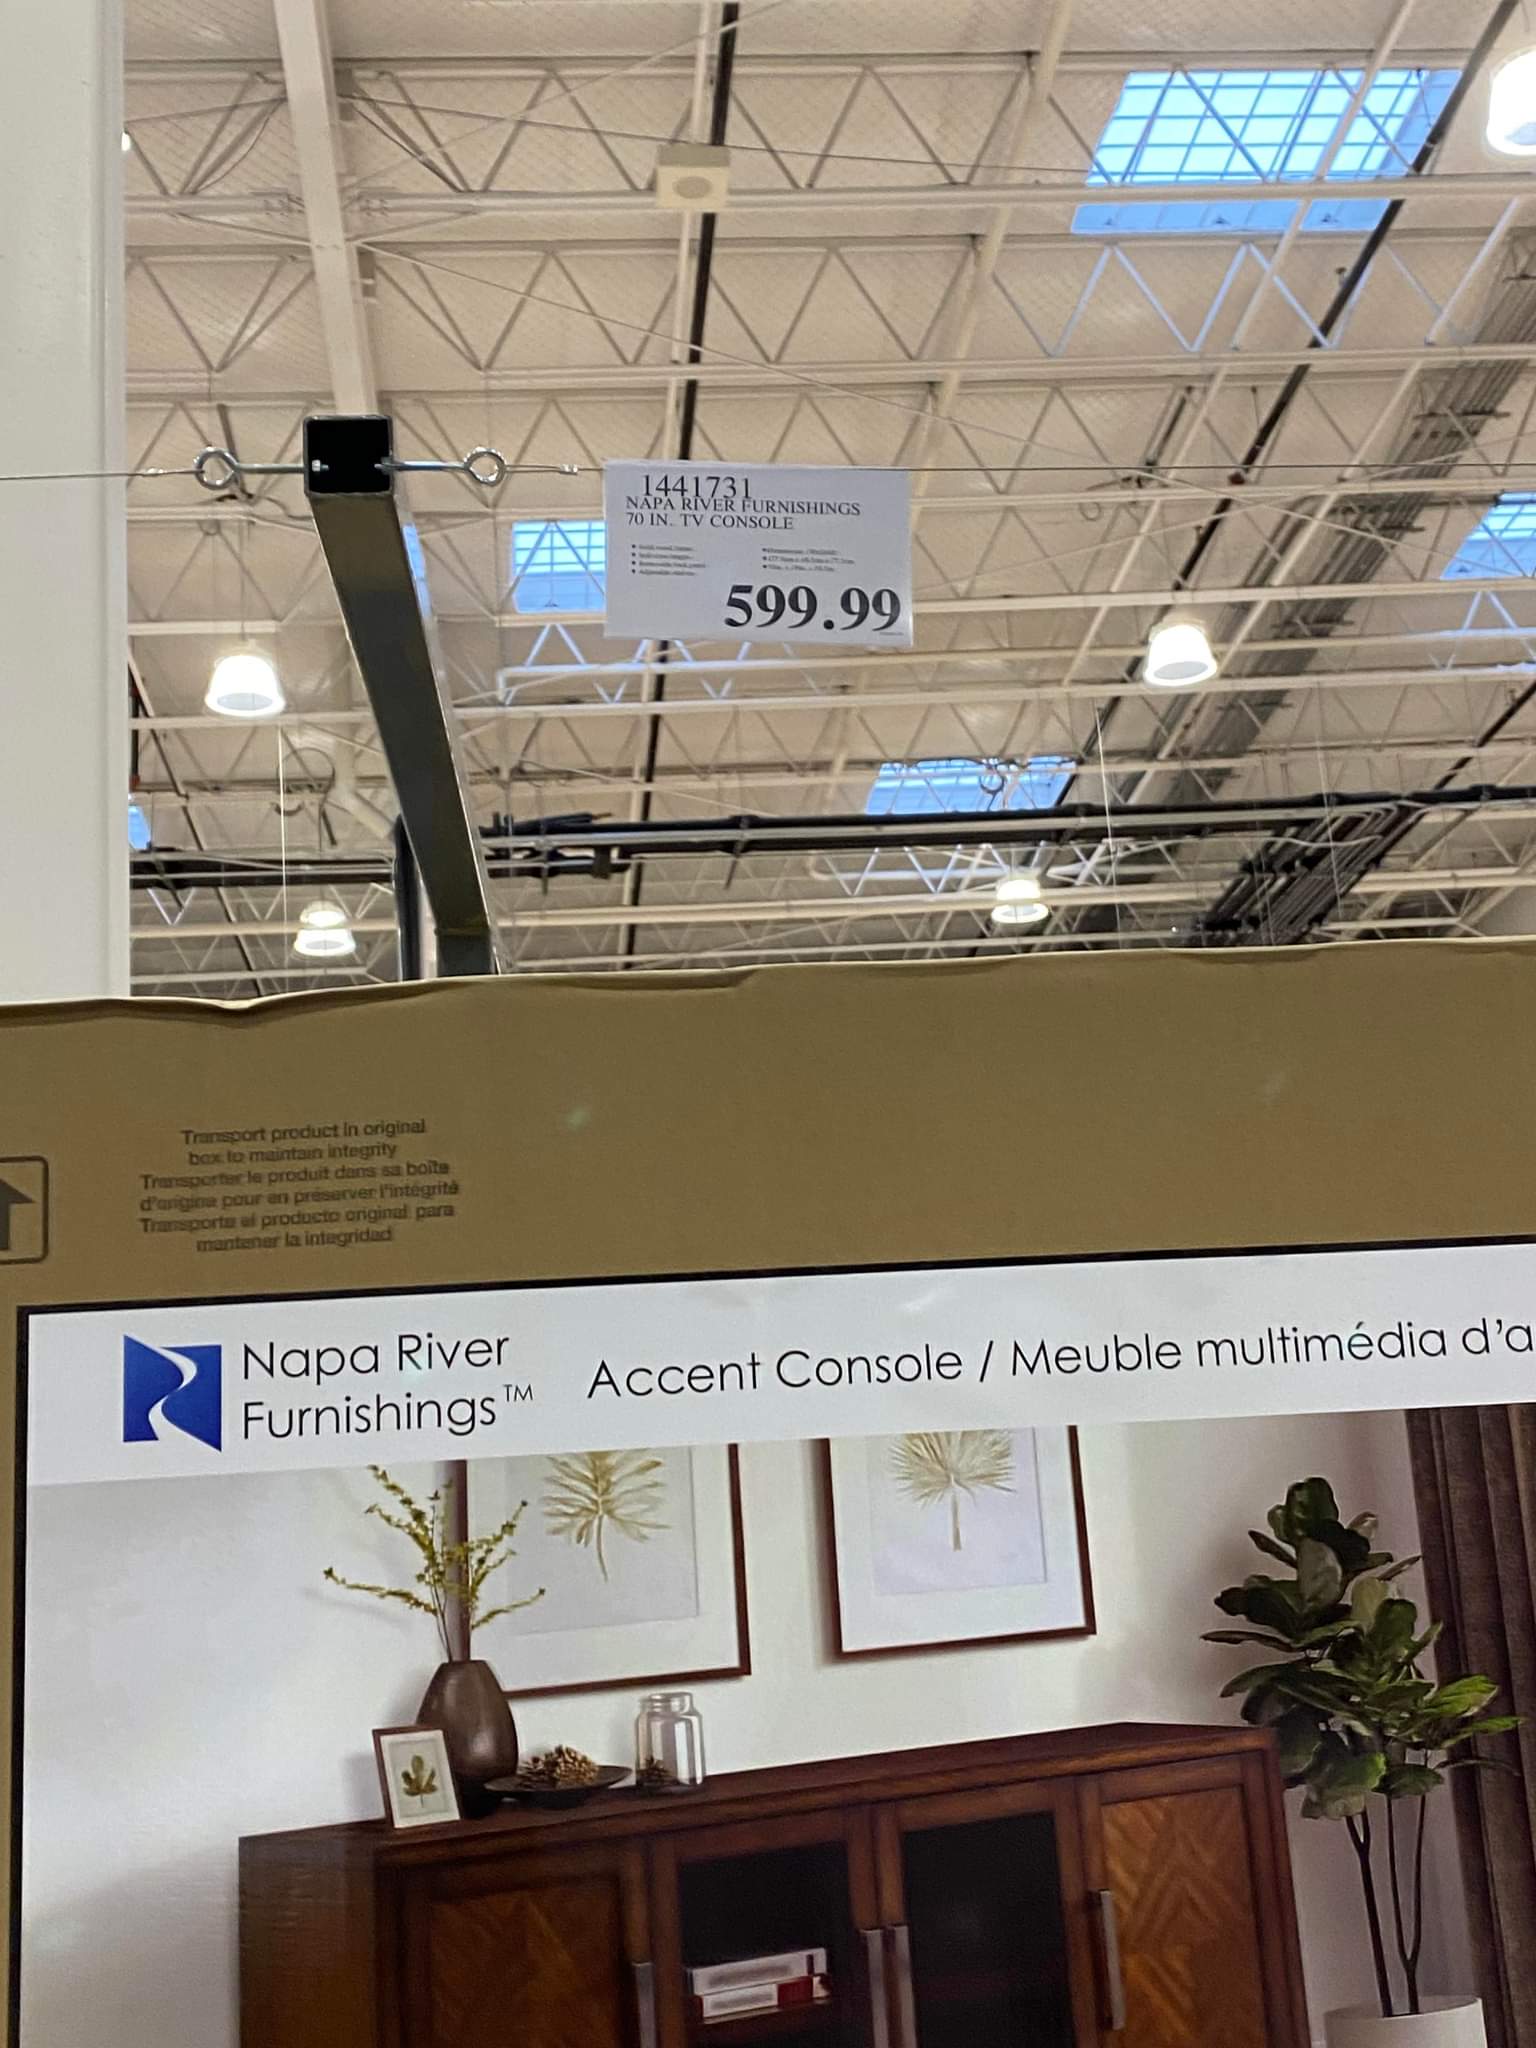 1441731
NAPA RIVER FURNISHINGS
70 IN. TV CONSOLE
599.99
Transport product in original
box to maintain integrity
Transporter le produit dans sa boîte
d'origine pour en préserver l'intégrité
Transporte el producto original para
mantener la integridad
Napa River
Furnishings™
Accent Console / Meuble multimédia d'a